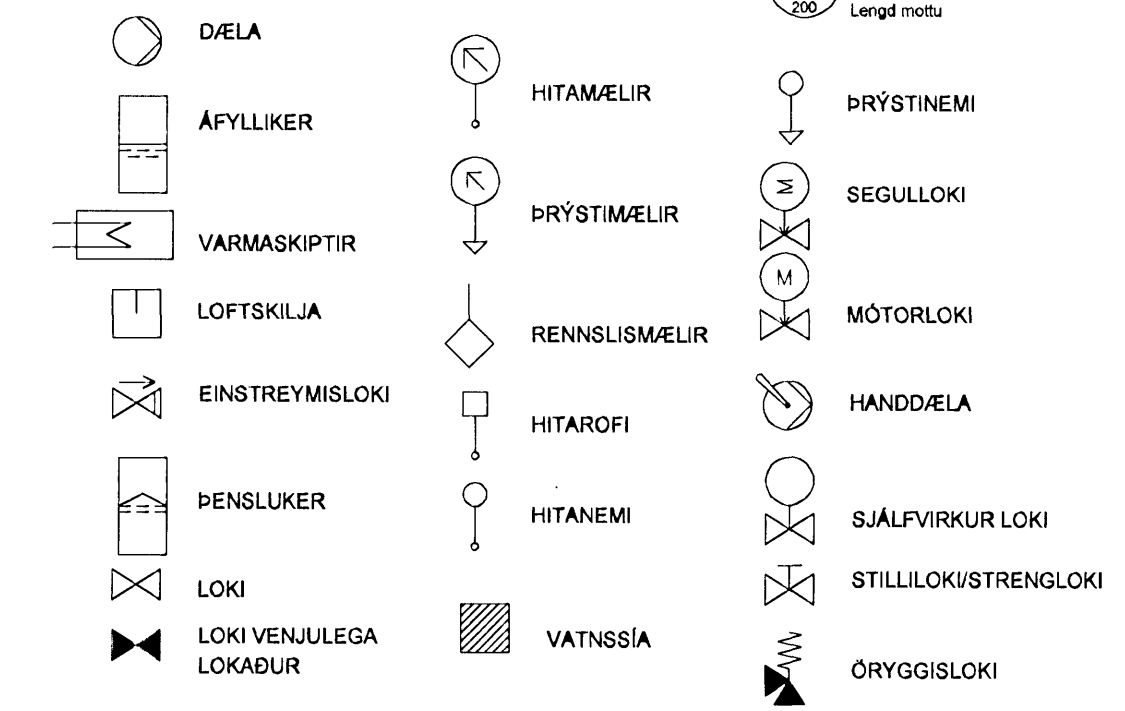 DÆLA
ÁFYLLIKER
VARMASKIPTIR
LOFTSKILJA
EINSTREYMISLOKI
ÞENSLUKER
LOKI
LOKI VENJULEGA
LOKAÐUR
HITAMÆLIR
ÞRÝSTIMÆLIR
RENNSLISMÆLIR
HITAROFI
HITANEMI
VATNSSÍA
200
Lengd mottu
ÞRÝSTINEMI
M
SEGULLOKI
M
MÓTORLOKI
HANDDÆLA
SJÁLFVIRKUR LOKI
STILLILOKI/STRENGLOKI
ÖRYGGISLOKI